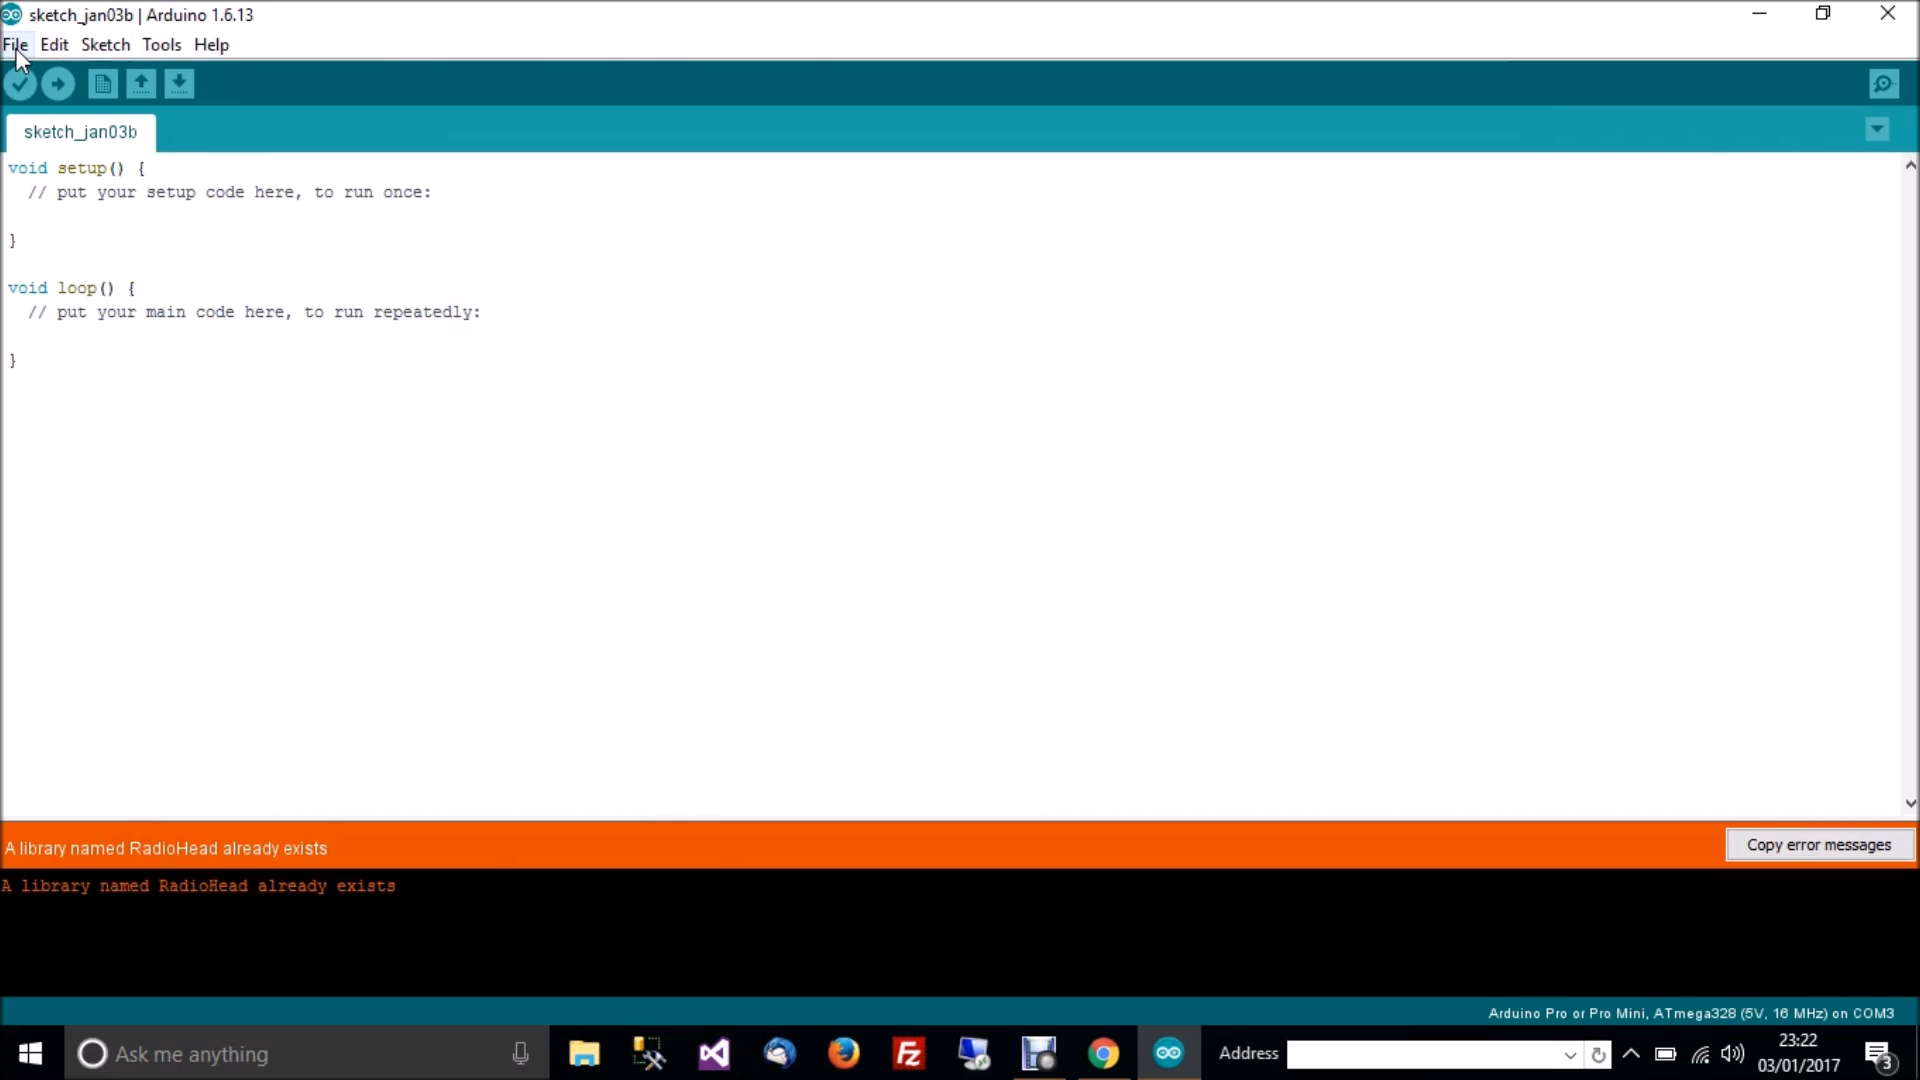 sketch_jan03b | Arduino 1.6.13
File Edit Sketch Tools Help
sketch_jan03b
void setup() {
// put your setup code here, to run once:
}
void loop() {
// put your main code here, to run repeatedly:
}
A library named RadioHead already exists
Copy error messages
A library named RadioHead already exists
Arduino Pro or Pro Mini, ATmega328 (5V, 16 MHz) on COM3
Ask me anything
Address
23:22
03/01/2017
3